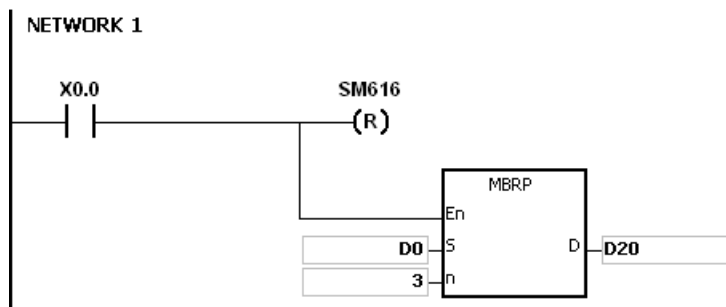 NETWORK 1
X0.0
SM616
(R)
MBRP
En
D0
S
D
D20
3
n